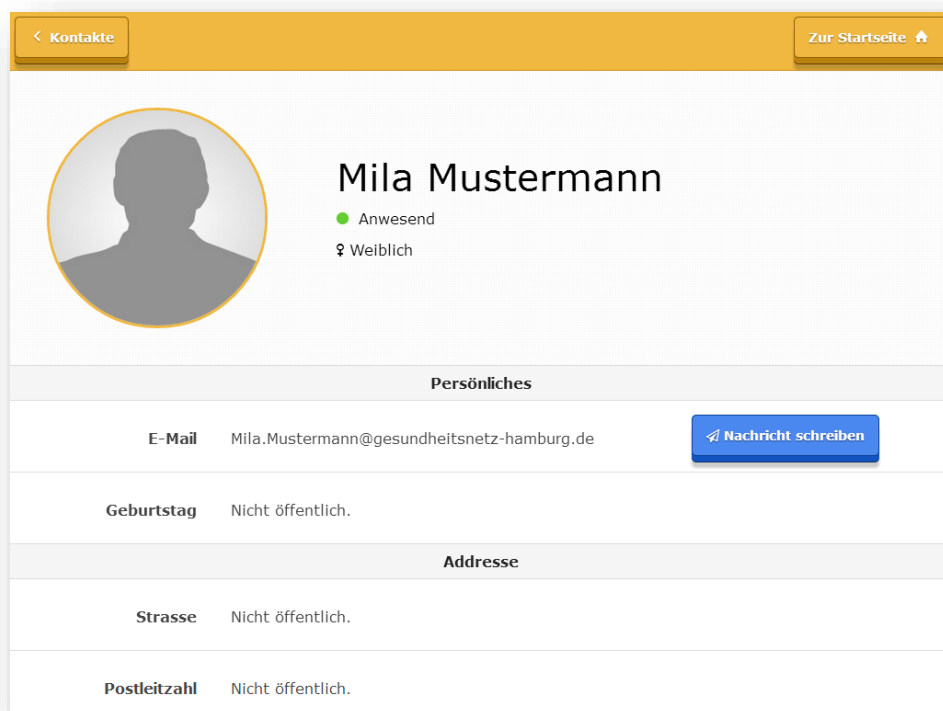 Kontakte
Zur Startseite
Mila Mustermann
Anwesend
Weiblich
Persönliches
E-Mail Mila.Mustermann@gesundheitsnetz-hamburg.de Nachricht schreiben
Geburtstag Nicht öffentlich.
Addresse
Strasse Nicht öffentlich.
Postleitzahl Nicht öffentlich.